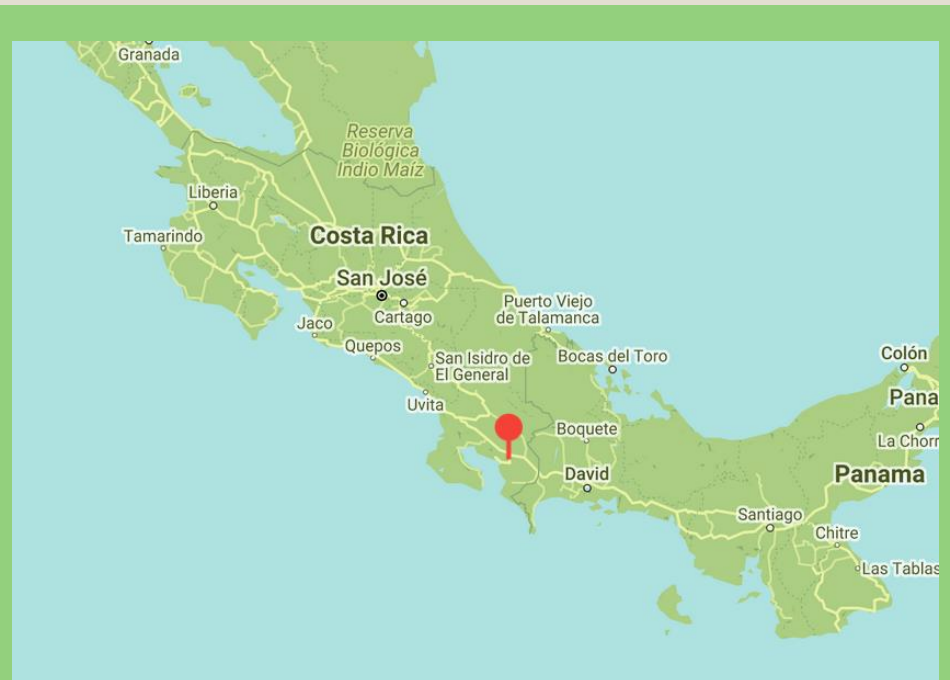 Granada
Reserva
Biológica
Indio Maíz
Liberia
Tamarindo
Costa Rica
San José
Puerto Viejo
de Talamanca
Cartago
Jaco
Quepos
San Isidro de
El General
Bocas del Toro
Colón
Uvita
Pana
Boquete
La Chorr
David
Panama
Santiago
Chitre
Las Tablas